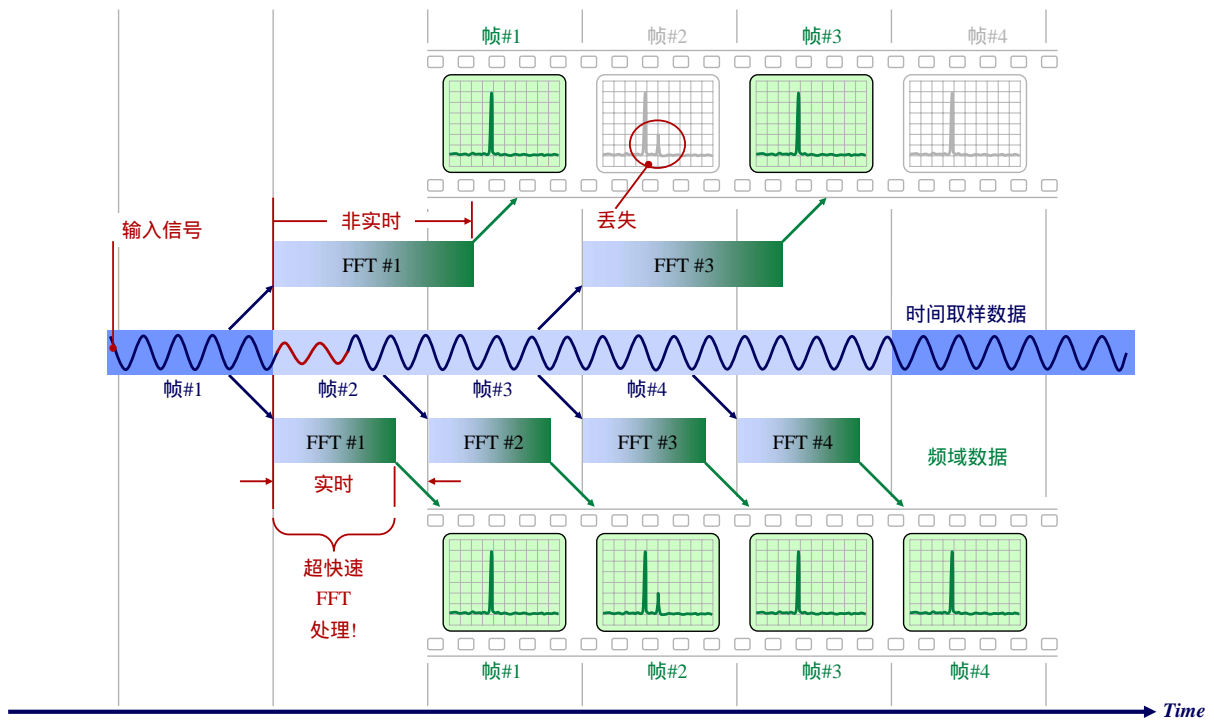 帧#1
帧#2
帧#3
帧#4
输入信号
非实时
丢失
FFT #1
FFT #3
时间取样数据
帧#1
帧#2
帧#3
帧#4
FFT #1
FFT #2
FFT #3
FFT #4
频域数据
实时
超快速
FFT
处理!
帧#1
帧#2
帧#3
帧#4
Time